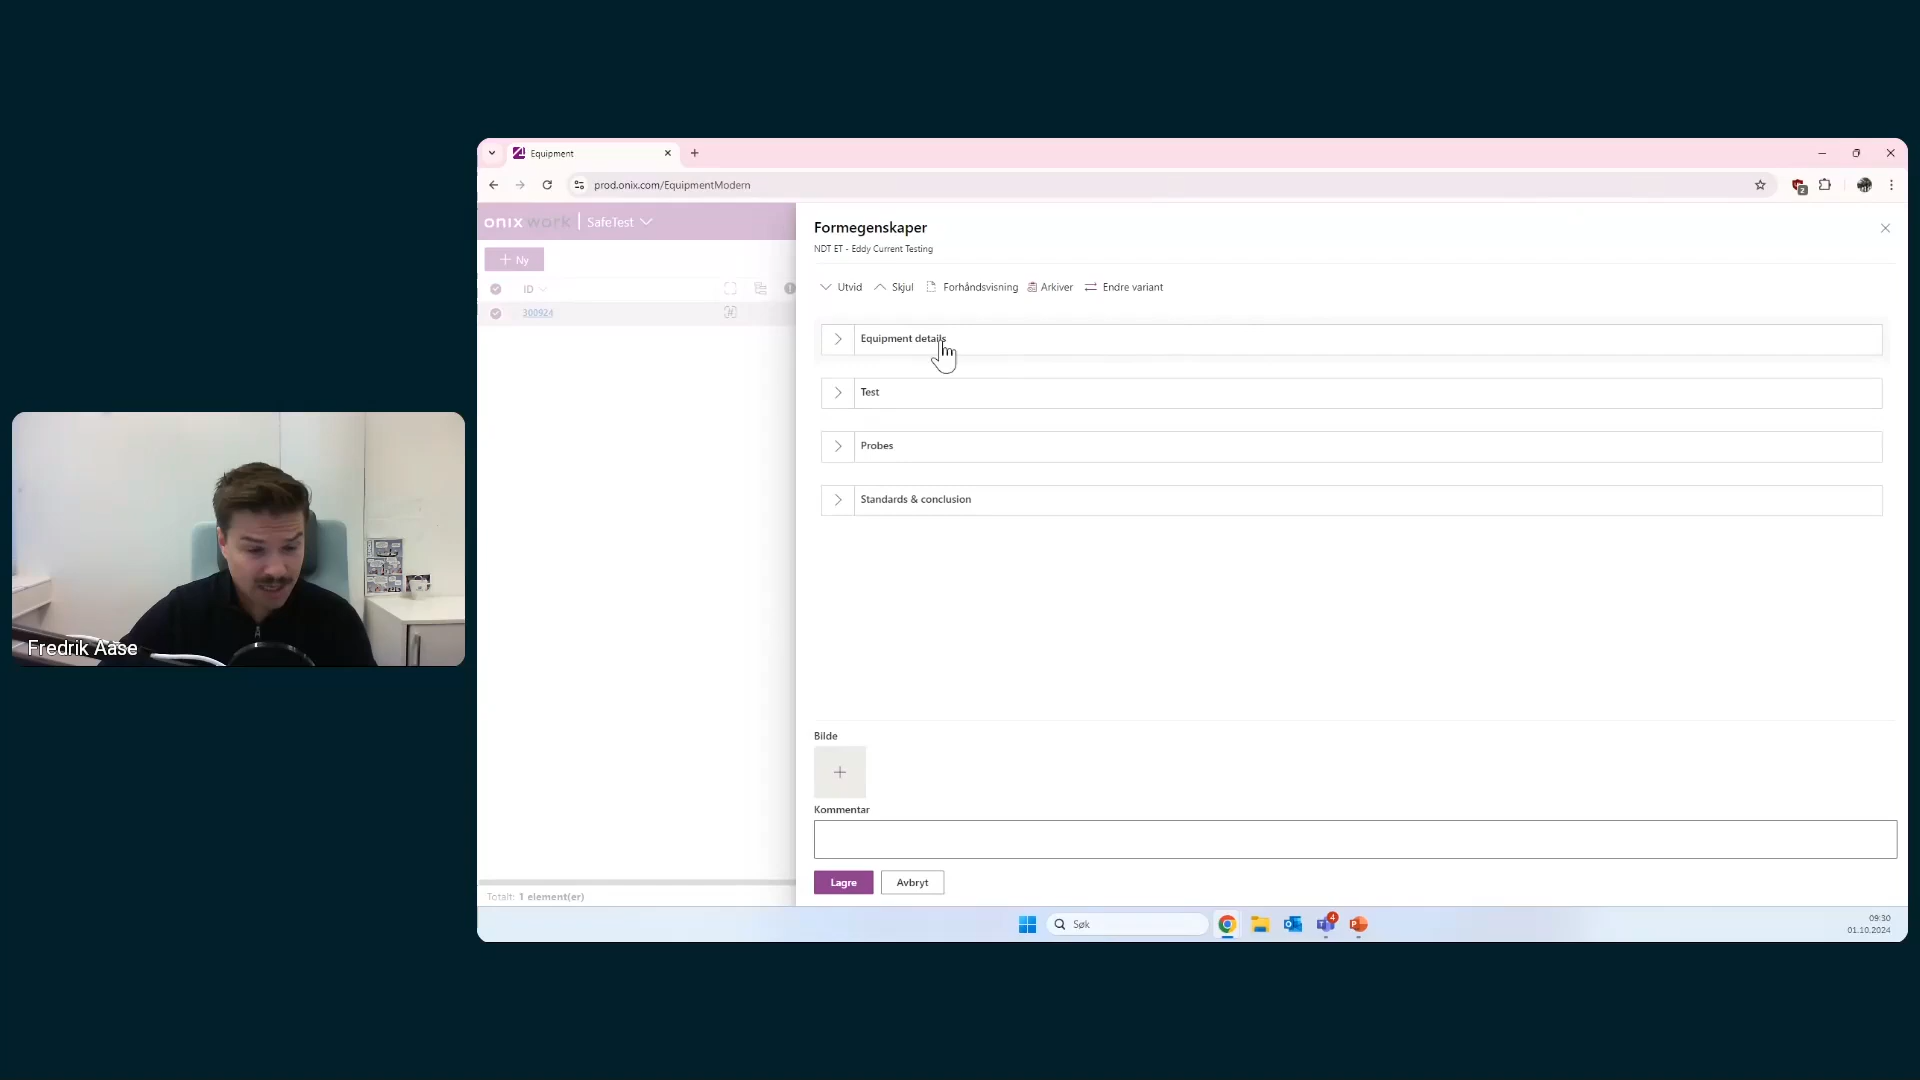 Equipment
prod.onix.com/EquipmentModern
2
onix work | SafeTest
Ny
ID
300924
Totalt: 1 element(er)
Formegenskaper
NDT ET - Eddy Current Testing
Utvid Skjul Forhåndsvisning Arkiver Endre variant
Equipment details
Test
Probes
Standards & conclusion
Bilde
Kommentar
Lagre Avbryt
Søk
4
09:30
01.10.2024
Fredrik Aase